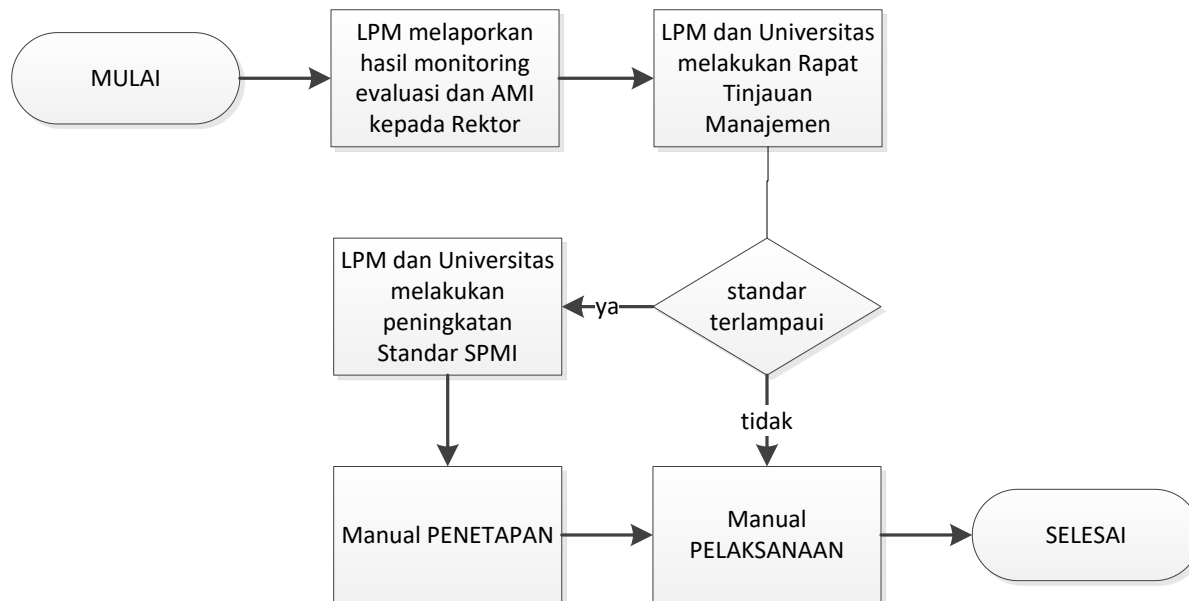 MULAI
LPM melaporkan
hasil monitoring
evaluasi dan AMI
kepada Rektor
LPM dan Universitas
melakukan Rapat
Tinjauan
Manajemen
LPM dan Universitas
melakukan
peningkatan
Standar SPMI
ya
standar
terlampaui
tidak
Manual PENETAPAN
Manual
PELAKSANAAN
SELESAI